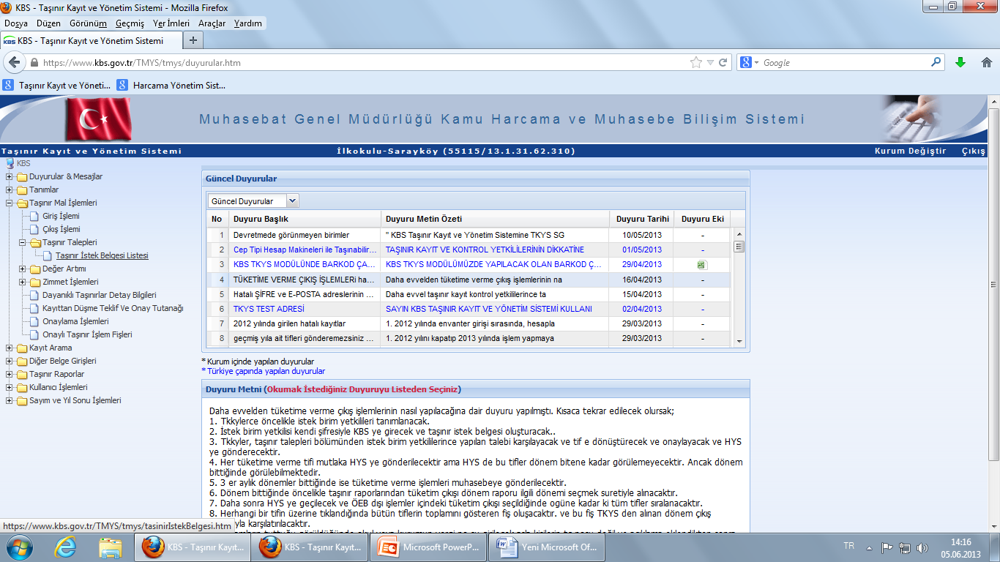 KBS - Taşınır Kayıt ve Yönetim Sistemi - Mozilla Firefox
Dosya Düzen Görünüm Geçmiş Yer İmleri Araçlar Yardım
KBS KBS - Taşınır Kayıt ve Yönetim Sistemi +
https://www.kbs.gov.tr/TMYS/tmys/duyurular.htm Google
Taşınır Kayıt ve Yöneti... Harcama Yönetim Sist...
Muhasebat Genel Müdürlüğü Kamu Harcama ve Muhasebe Bilişim Sistemi
Taşınır Kayıt ve Yönetim Sistemi İlkokulu-Sarayköy (55115/13.1.31.62.310) Kurum Değiştir Çıkış
KBS
Duyurular & Mesajlar
Tanımlar
Taşınır Mal İşlemleri
Giriş İşlemi
Çıkış İşlemi
Taşınır Talepleri
Taşınır İstek Belgesi Listesi
Değer Artımı
Zimmet İşlemleri
Dayanıklı Taşınırlar Detay Bilgileri
Kayıttan Düşme Teklif Ve Onay Tutanağı
Onaylama İşlemleri
Onaylı Taşınır İşlem Fişleri
Kayıt Arama
Diğer Belge Girişleri
Taşınır Raporlar
Kullanıcı İşlemleri
Sayım ve Yıl Sonu İşlemleri
Güncel Duyurular
Güncel Duyurular
No Duyuru Başlık Duyuru Metin Özeti Duyuru Tarihi Duyuru Eki
1 Devretmede görünmeyen birimler " KBS Taşınır Kayıt ve Yönetim Sistemine TKYS SG 10/05/2013 -
2 Cep Tipi Hesap Makineleri ile Taşınabilir... TAŞINIR KAYIT VE KONTROL YETKİLİLERİNİN DİKKATİNE 01/05/2013 -
3 KBS TKYS MODÜLÜNDE BARKOD ÇA... KBS TKYS MODÜLÜMÜZDE YAPILACAK OLAN BARKOD Ç... 29/04/2013
4 TÜKETİME VERME ÇIKIŞ İŞLEMLERi ha... Daha evvelden tüketime verme çıkış işlemlerinin na 16/04/2013 -
5 Hatalı ŞİFRE ve E-POSTA adreslerinin ... Daha evvel taşınır kayıt kontrol yetkililerince ta 15/04/2013 -
6 TKYS TEST ADRESİ SAYIN KBS TAŞINIR KAYIT VE YÖNETİM SİSTEMİ KULLANI 02/04/2013 -
7 2012 yılında girilen hatalı kayıtlar 1. 2012 yılında envanter girişi sırasında, hesapla 29/03/2013 -
8 geçmiş yıla ait tifleri gönderemezsiniz ... 1. 2012 yılını kapatıp 2013 yılında işlem yapmaya 29/03/2013 -
* Kurum içinde yapılan duyurular
* Türkiye çapında yapılan duyurular
Duyuru Metni (Okumak İstediğiniz Duyuruyu Listeden Seçiniz)
Daha evvelden tüketime verme çıkış işlemlerinin nasıl yapılacağına dair duyuru yapılmıştı. Kısaca tekrar edilecek olursak;
1. Tkkylerce öncelikle istek birim yetkilileri tanımlanacak.
2. İstek birim yetkilisi kendi şifresiyle KBS ye girecek ve taşınır istek belgesi oluşturacak..
3. Tkkyler, taşınır talepleri bölümünden istek birim yetkililerince yapılan talebi karşılayacak ve tif e dönüştürecek ve onaylayacak ve HYS
ye gönderecektir.
4. Her tüketime verme tifi mutlaka HYS ye gönderilecektir ama HYS de bu tifler dönem bitene kadar görülemeyecektir. Ancak dönem
bittiğinde görülebilmektedir.
5. 3 er aylık dönemler bittiğinde ise tüketime verme işlemleri muhasebeye gönderilecektir.
6. Dönem bittiğinde öncelikle taşınır raporlarından tüketim çıkışı dönem raporu ilgili dönemi seçmek suretiyle alınacaktır.
7. Daha sonra HYS ye geçilecek ve ÖEB dışı işlemler içindeki tüketim çıkışı seçildiğinde ogüne kadar ki tüm tifler sıralanacaktır.
8. Herhangi bir tifin üzerine tıklandığında bütün tiflerin toplamını gösteren fiş oluşacaktır. ve bu fiş TKYS den alınan dönem çıkış
yla karşılatırılacaktır.
https://www.kbs.gov.tr/TMYS/tmys/tasinirIstekBelgesi.htm
KBS - Taşınır Kayıt... KBS - Taşınır Kayıt... Microsoft PowerP... Yeni Microsoft Of... TR 14:16
05.06.2013